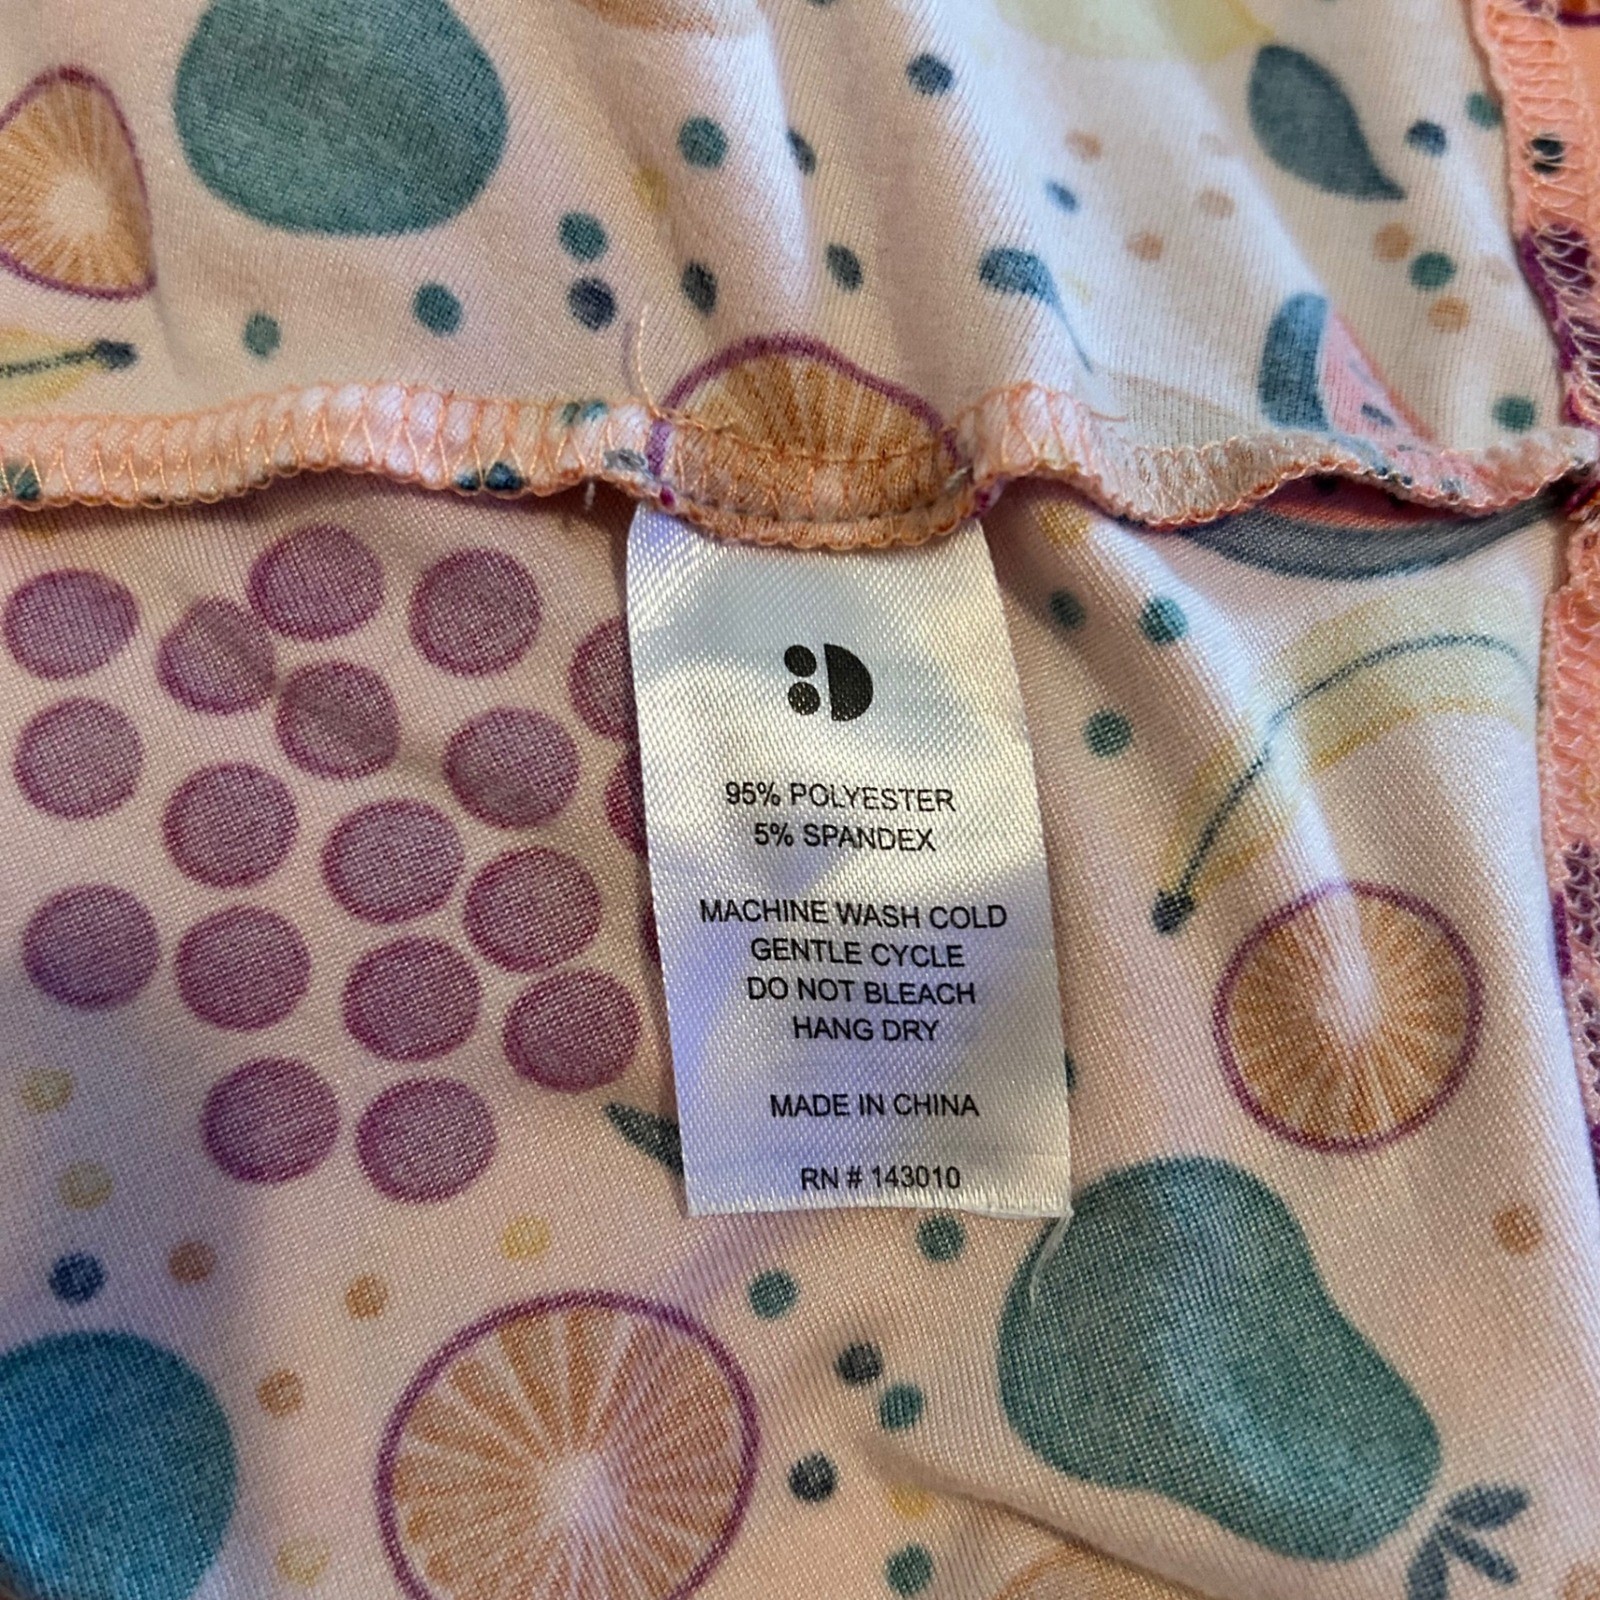 95% POLYESTER
5% SPANDEX
MACHINE WASH COLD
GENTLE CYCLE
DO NOT BLEACH
HANG DRY
MADE IN CHINA
RN # 143010